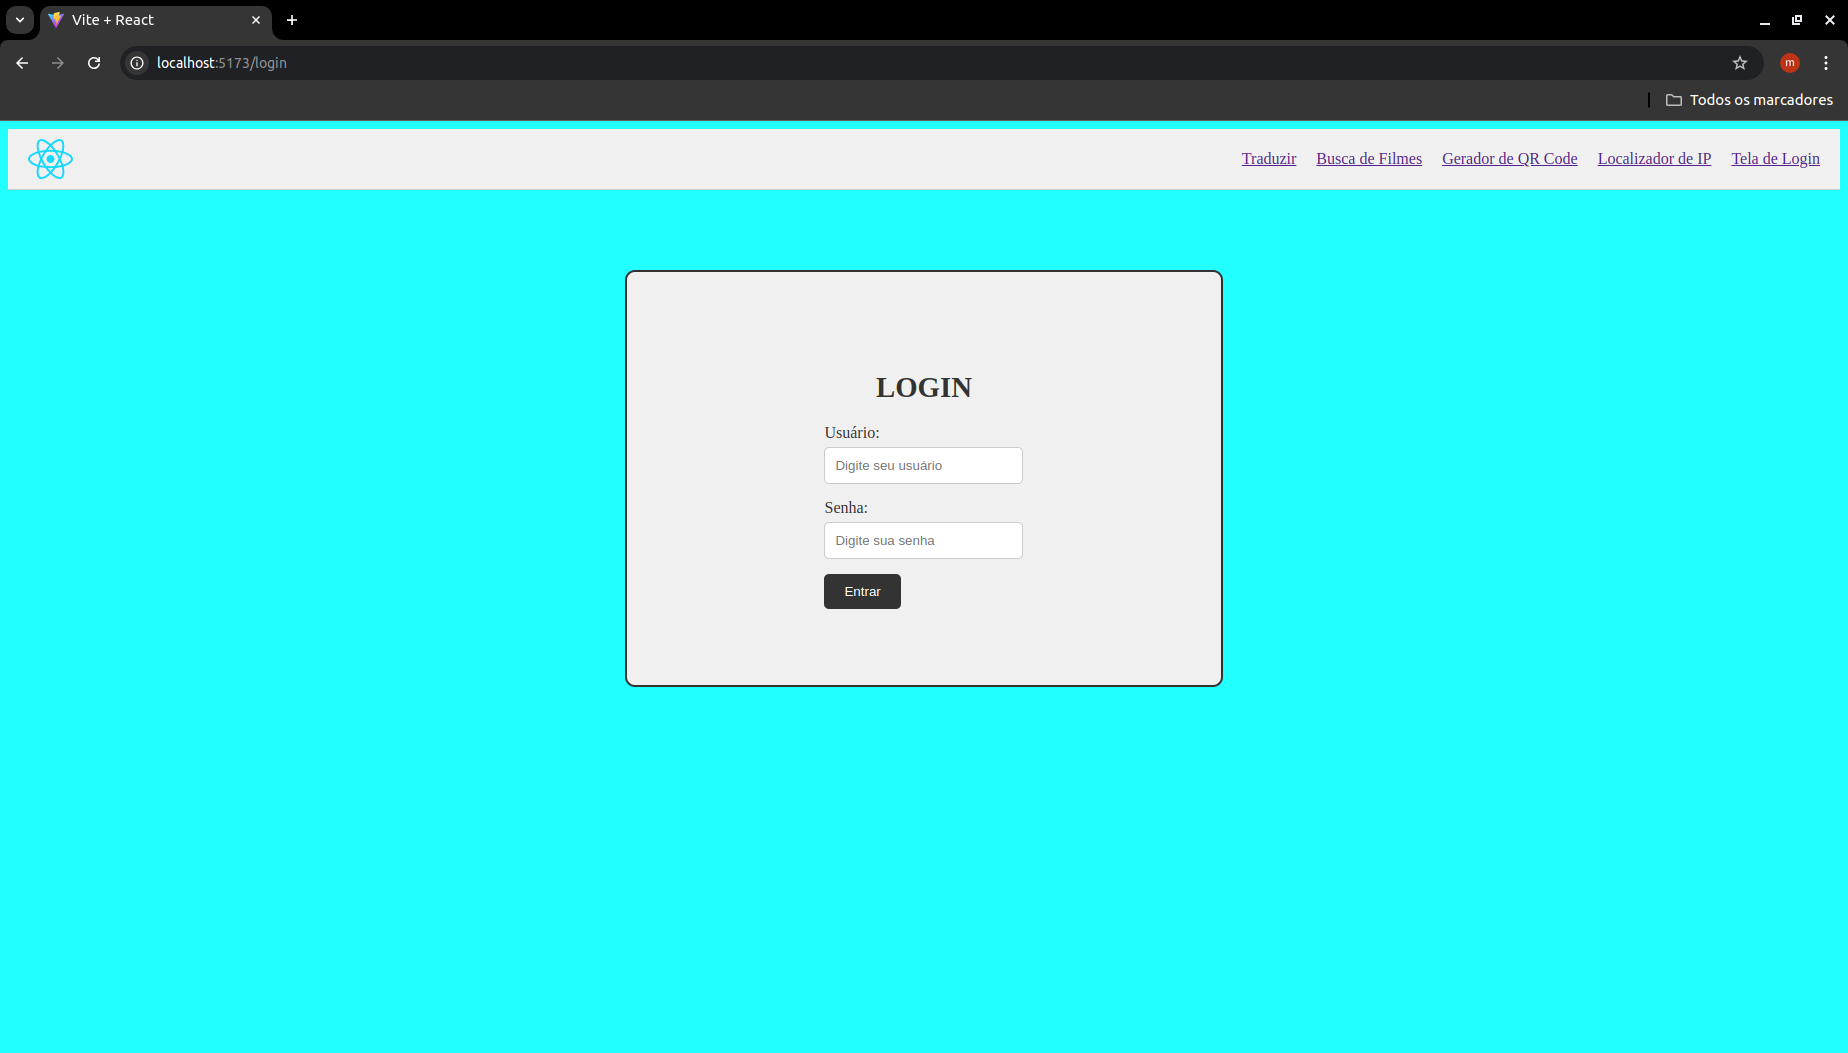 Vite + React
localhost:5173/login
m
Todos os marcadores
Traduzir Busca de Filmes Gerador de QR Code Localizador de IP Tela de Login
LOGIN
Usuário:
Digite seu usuário
Senha:
Digite sua senha
Entrar